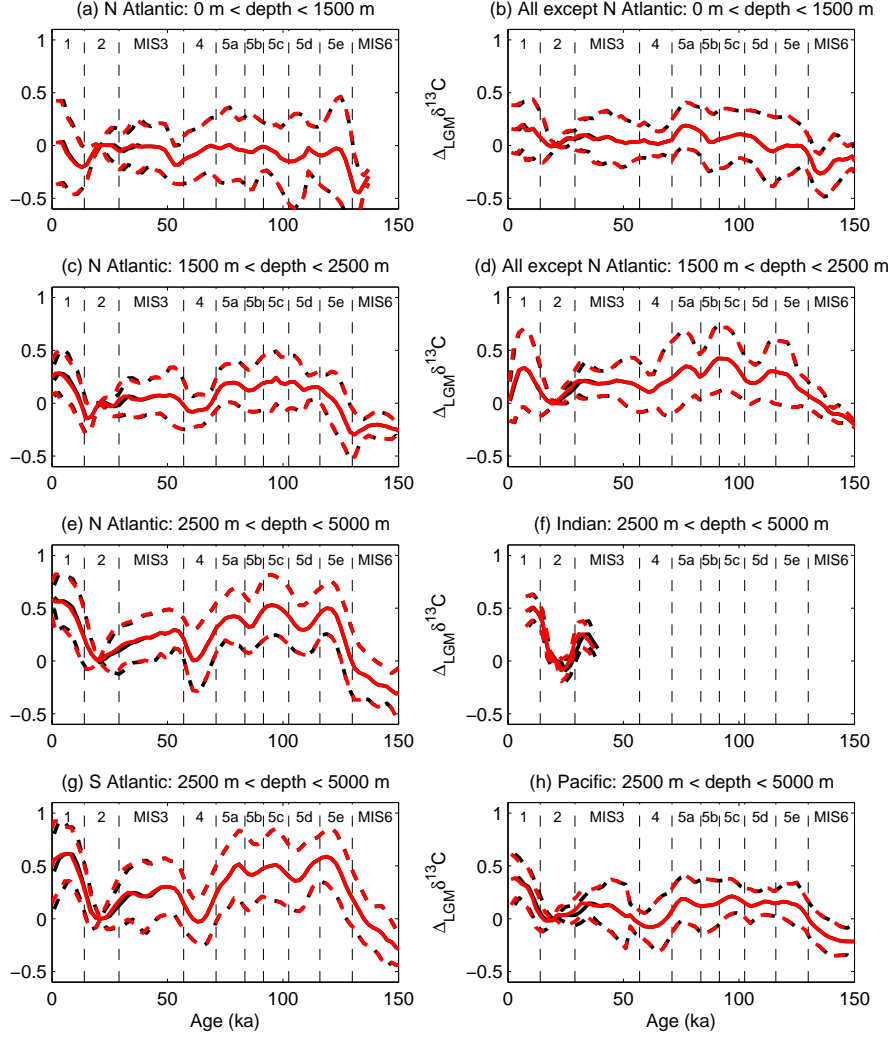 (a) N Atlantic: 0 m < depth < 1500 m
1 2 MIS3 4 5a 5b 5c 5d 5e MIS6
1
0.5
0
−0.5
0 50 100 150
(b) All except N Atlantic: 0 m < depth < 1500 m
1 2 MIS3 4 5a 5b 5c 5d 5e MIS6
Δ_LGM δ¹³C
1
0.5
0
−0.5
0 50 100 150
(c) N Atlantic: 1500 m < depth < 2500 m
1 2 MIS3 4 5a 5b 5c 5d 5e MIS6
1
0.5
0
−0.5
0 50 100 150
(d) All except N Atlantic: 1500 m < depth < 2500 m
1 2 MIS3 4 5a 5b 5c 5d 5e MIS6
Δ_LGM δ¹³C
1
0.5
0
−0.5
0 50 100 150
(e) N Atlantic: 2500 m < depth < 5000 m
1 2 MIS3 4 5a 5b 5c 5d 5e MIS6
1
0.5
0
−0.5
0 50 100 150
(f) Indian: 2500 m < depth < 5000 m
1 2 MIS3 4 5a 5b 5c 5d 5e MIS6
Δ_LGM δ¹³C
1
0.5
0
−0.5
0 50 100 150
(g) S Atlantic: 2500 m < depth < 5000 m
1 2 MIS3 4 5a 5b 5c 5d 5e MIS6
1
0.5
0
−0.5
0 50 100 150
Age (ka)
(h) Pacific: 2500 m < depth < 5000 m
1 2 MIS3 4 5a 5b 5c 5d 5e MIS6
Δ_LGM δ¹³C
1
0.5
0
−0.5
0 50 100 150
Age (ka)